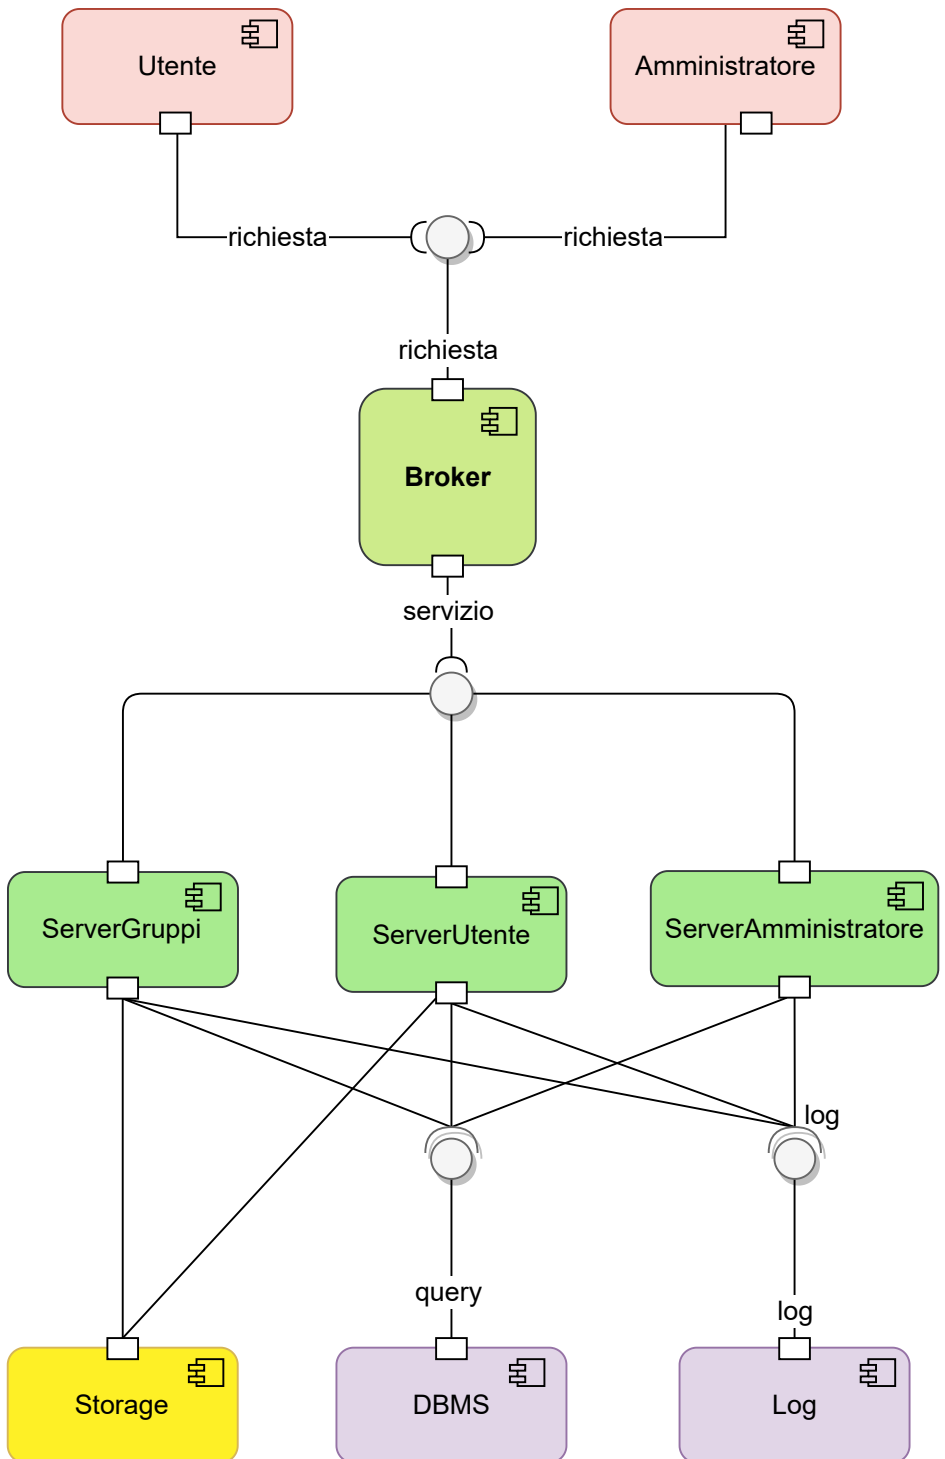 Utente
Amministratore
richiesta
richiesta
richiesta
Broker
servizio
ServerGruppi
ServerUtente
ServerAmministratore
log
query
log
Storage
DBMS
Log